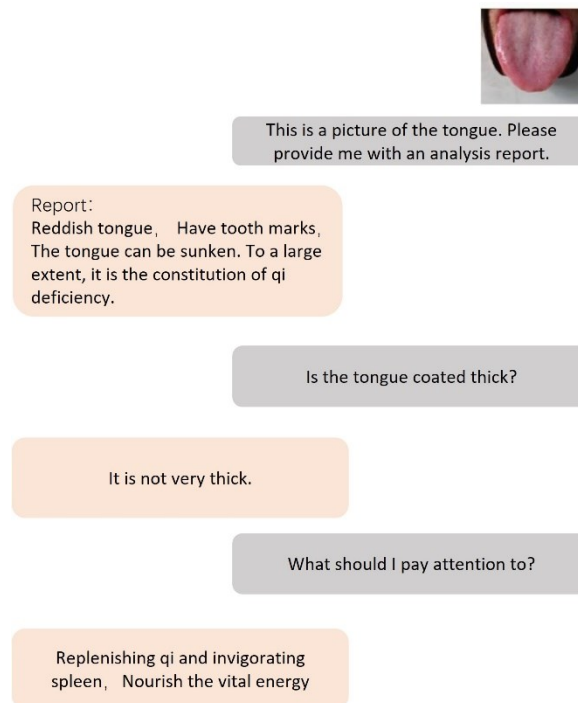 This is a picture of the tongue. Please
provide me with an analysis report.
Report：
Reddish tongue， Have tooth marks，
The tongue can be sunken. To a large
extent, it is the constitution of qi
deficiency.
Is the tongue coated thick?
It is not very thick.
What should I pay attention to?
Replenishing qi and invigorating
spleen， Nourish the vital energy